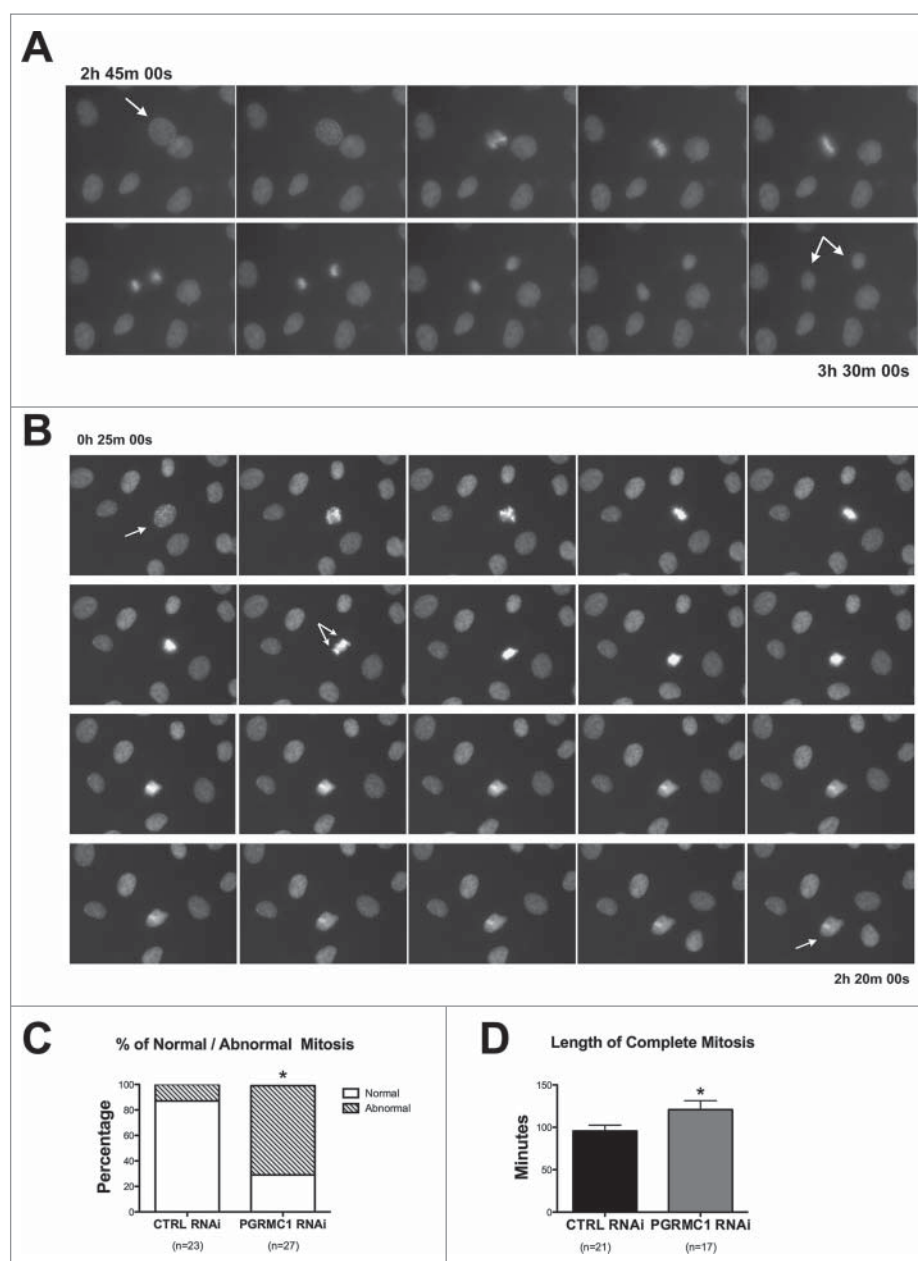 A
2h 45m 00s
3h 30m 00s
B
0h 25m 00s
2h 20m 00s
C
% of Normal / Abnormal Mitosis
*
Normal
Abnormal
Percentage
100
80
60
40
20
0
CTRL RNAi
PGRMC1 RNAi
(n=23)
(n=27)
D
Length of Complete Mitosis
*
Minutes
150
100
50
0
CTRL RNAi
PGRMC1 RNAi
(n=21)
(n=17)